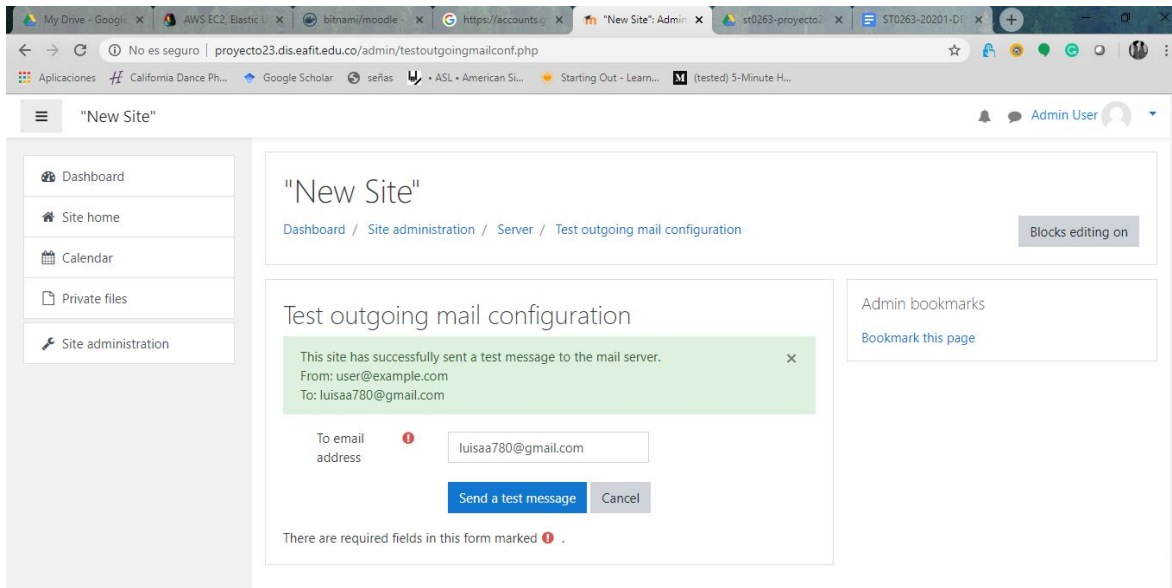 My Drive - Google
AWS EC2, Elastic L
bitnami/moodle
https://accounts.g
"New Site": Admin
st0263-proyecto2
ST0263-20201-DE
No es seguro | proyecto23.dis.eafit.edu.co/admin/testoutgoingmailconf.php
Aplicaciones California Dance Ph... Google Scholar señas • ASL • American Si... Starting Out - Learn... M (tested) 5-Minute H...
"New Site"
Admin User
Dashboard
Site home
Calendar
Private files
Site administration
"New Site"
Dashboard / Site administration / Server / Test outgoing mail configuration
Blocks editing on
Test outgoing mail configuration
This site has successfully sent a test message to the mail server.
From: user@example.com
To: luisaa780@gmail.com
To email
address
luisaa780@gmail.com
Send a test message
Cancel
There are required fields in this form marked .
Admin bookmarks
Bookmark this page